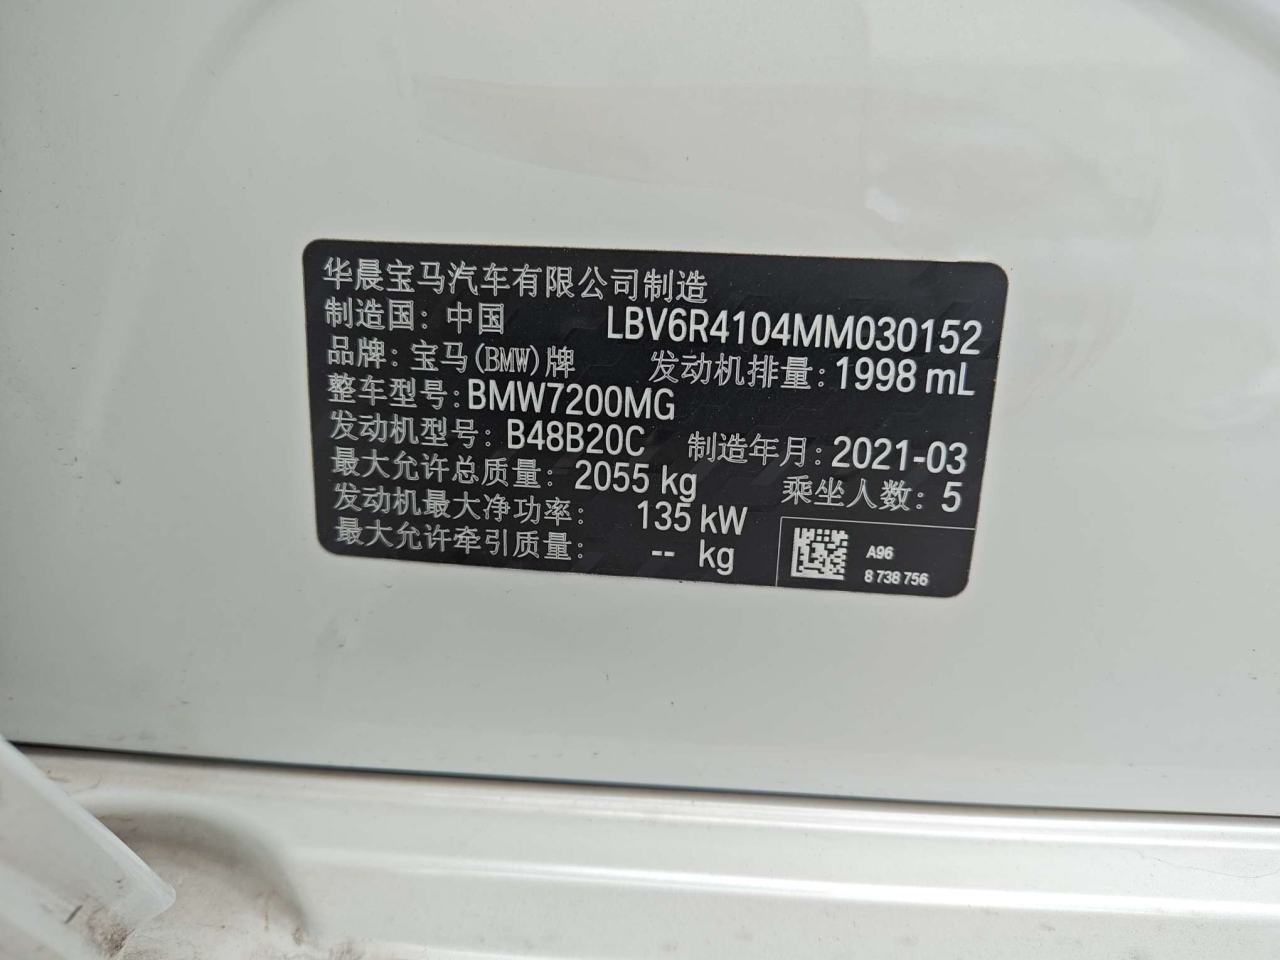 华晨宝马汽车有限公司制造
制造国：中国 LBV6R4104MM030152
品牌：宝马(BMW)牌 发动机排量：1998 mL
整车型号：BMW7200MG
发动机型号：B48B20C 制造年月：2021-03
最大允许总质量：2055 kg 乘坐人数：5
发动机最大净功率：135 kW
最大允许牵引质量：-- kg
A96
8 738 756